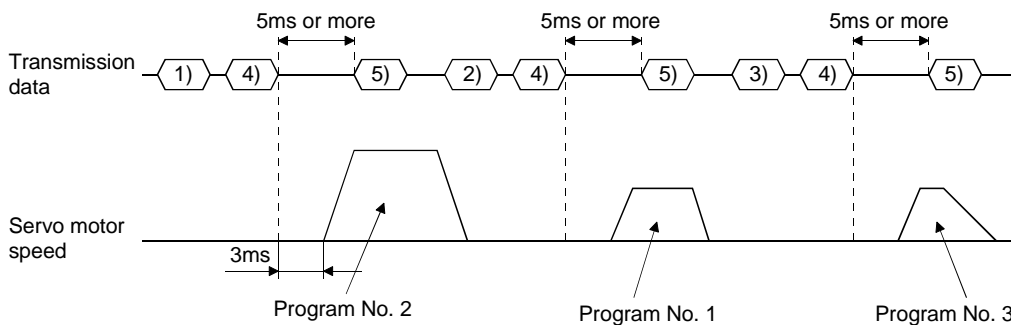 5ms or more 5ms or more 5ms or more
Transmission
data
1) 4) 5) 2) 4) 5) 3) 4) 5)
Servo motor
speed
3ms
Program No. 2 Program No. 1 Program No. 3